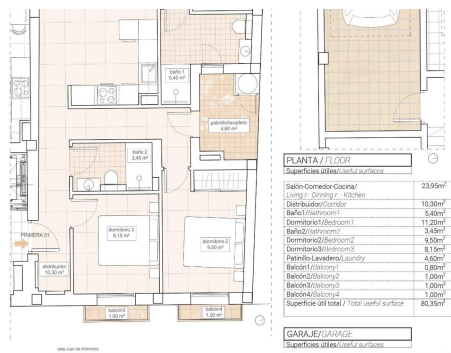 baño 1
5,40 m²
patinillo/lavadero
4,60 m²
baño 2
3,45 m²
PRIMERA 01
dormitorio 3
8,15 m²
dormitorio 2
9,50 m²
distribuidor
10,30 m²
balcón3
1,00 m²
balcón4
1,00 m²
calle Juan de
PLANTA / FLOOR
Superficies útiles/Useful surfaces
Salón-Comedor-Cocina/ 23,95m²
Living r. Dinning r. Kitchen
Distribuidor/Corridor 10,30m²
Baño1/Bathroom1 5,40m²
Dormitorio1/Bedroom1 11,20m²
Baño2/Bathroom2 3,45m²
Dormitorio2/Bedroom2 9,50m²
Dormitorio3/Bedroom3 8,15m²
Patinillo-Lavadero/Laundry 4,60m²
Balcón1/Balcony1 0,80m²
Balcón2/Balcony2 1,00m²
Balcón3/Balcony3 1,00m²
Balcón4/Balcony4 1,00m²
Superficie útil total / Total useful surface 80,35m²
GARAJE/GARAGE
Superficies útiles/Useful surfaces